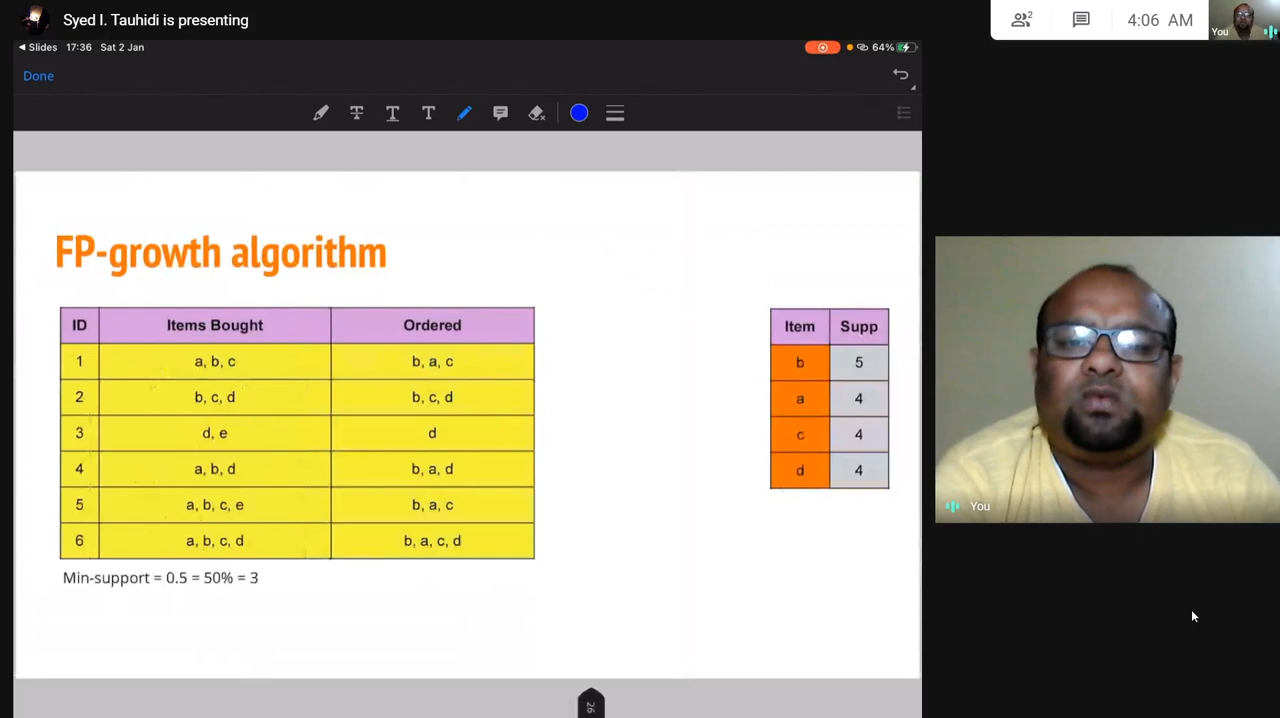 Syed I. Tauhidi is presenting
2
4:06 AM
You
Slides 17:36 Sat 2 Jan
64%
Done
T T T
FP-growth algorithm
ID Items Bought Ordered
1 a, b, c b, a, c
2 b, c, d b, c, d
3 d, e d
4 a, b, d b, a, d
5 a, b, c, e b, a, c
6 a, b, c, d b, a, c, d
Min-support = 0.5 = 50% = 3
Item Supp
b 5
a 4
c 4
d 4
You
26